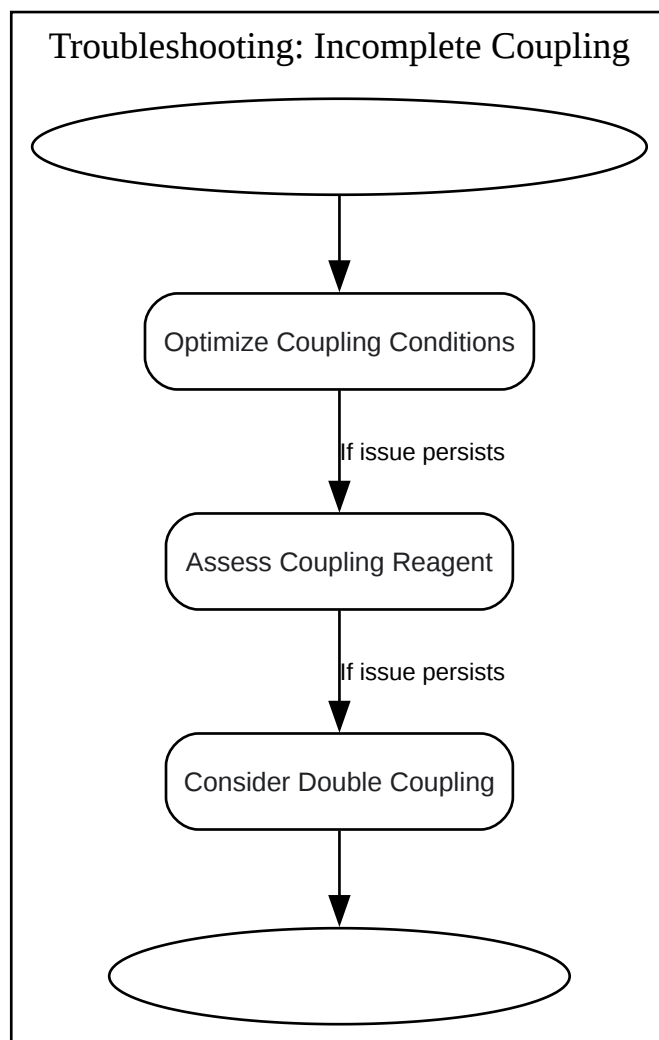 Troubleshooting: Incomplete Coupling
Optimize Coupling Conditions
If issue persists
Assess Coupling Reagent
If issue persists
Consider Double Coupling